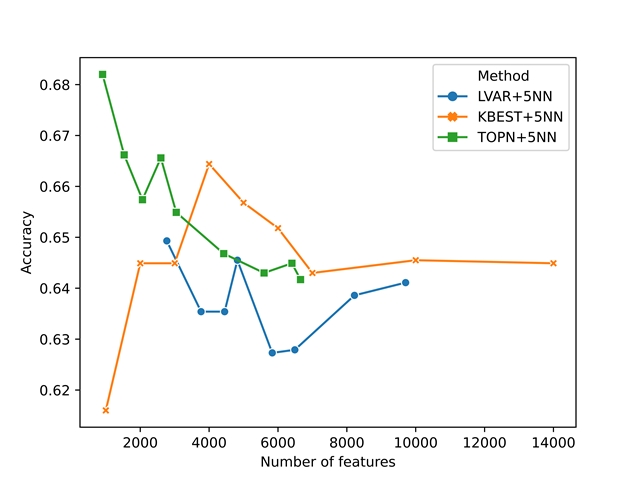 0.68
0.67
0.66
0.65
0.64
0.63
0.62
Accuracy
2000 4000 6000 8000 10000 12000 14000
Number of features
Method
LVAR+5NN
KBEST+5NN
TOPN+5NN